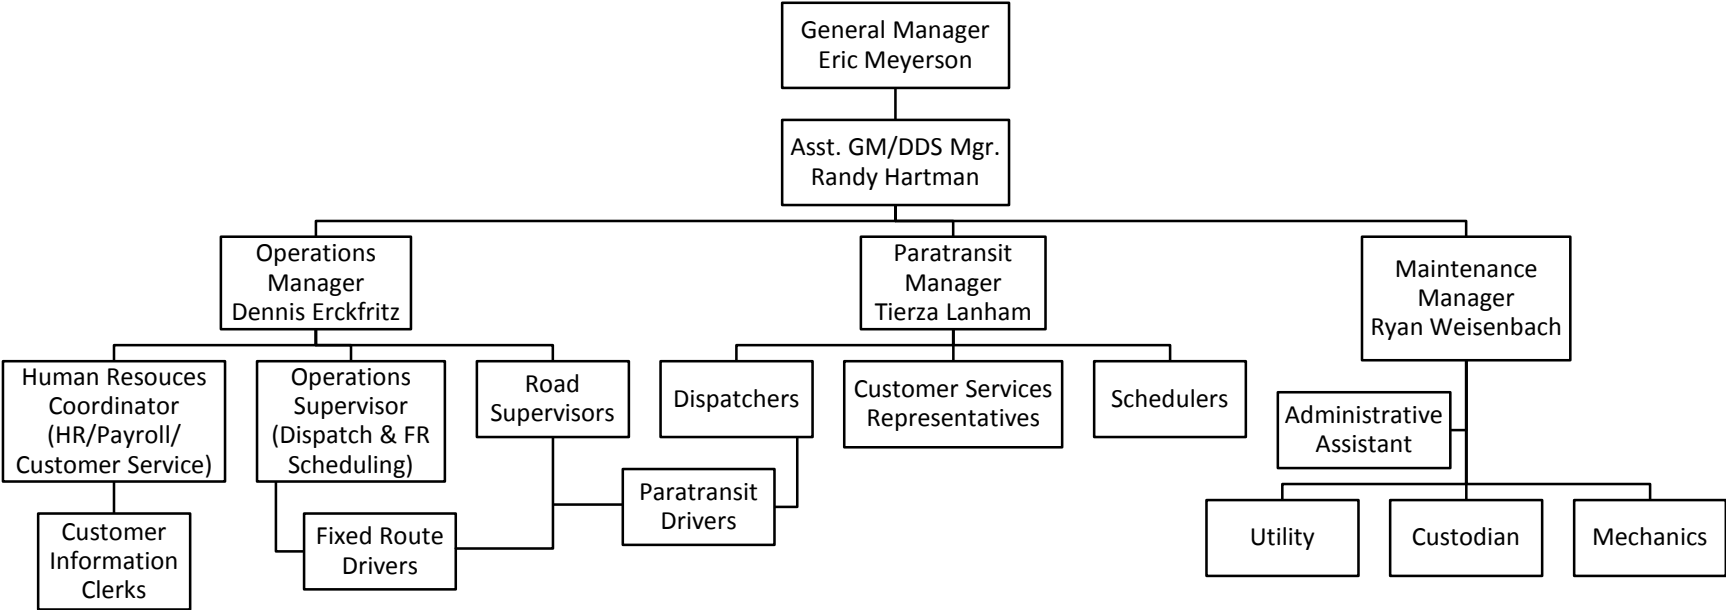 General Manager
Eric Meyerson
Asst. GM/DDS Mgr.
Randy Hartman
Operations
Manager
Dennis Erckfritz
Paratransit
Manager
Tierza Lanham
Maintenance
Manager
Ryan Weisenbach
Human Resouces
Coordinator
(HR/Payroll/
Customer Service)
Operations
Supervisor
(Dispatch & FR
Scheduling)
Road
Supervisors
Dispatchers
Customer Services
Representatives
Schedulers
Administrative
Assistant
Customer
Information
Clerks
Fixed Route
Drivers
Paratransit
Drivers
Utility
Custodian
Mechanics